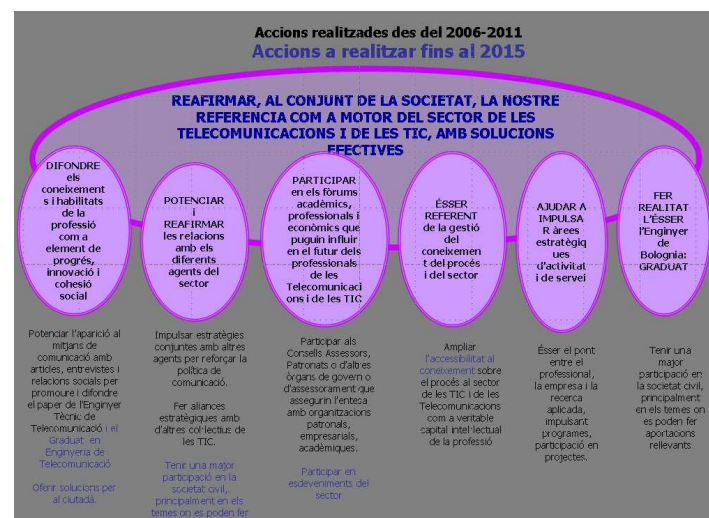 Accions realitzades des del 2006-2011
Accions a realitzar fins al 2015
REAFIRMAR, AL CONJUNT DE LA SOCIETAT, LA NOSTRE
REFERENCIA COM A MOTOR DEL SECTOR DE LES
TELECOMUNICACIONS I DE LES TIC, AMB SOLUCIONS
EFECTIVES
DIFONDRE
els
coneixement
s i habilitats
de la
professió
com a
element de
progrés,
innovació i
cohesió
social
POTENCIAR
i
REAFIRMAR
les relacions
amb els
diferents
agents del
sector
PARTICIPAR
en els fòrums
acadèmics,
professionals i
econòmics que
puguin influir
en el futur dels
professionals
de les
Telecomunicaci
ons i de les TIC
ÉSSER
REFERENT
de la gestió
del
coneixemen
t del procés
i del sector
AJUDAR A
IMPULSA
R àrees
estratègiq
ues
d'activitat
i de servei
FER
REALITAT
L'ÉSSER
l'Enginyer
de
Bolognia:
GRADUAT
Potenciar l'aparició al
mitjans de
comunicació amb
articles, entrevistes i
relacions socials per
promoure i difondre
el paper de l'Enginyer
Tècnic de
Telecomunicació i el
Graduat en
Enginyeria de
Telecomunicació
Oferir solucions per
al ciutadà.
Impulsar estratègies
conjuntes amb altres
agents per reforçar la
política de
comunicació.
Fer aliances
estratègiques amb
d'altres col·lectius de
les TIC.
Tenir una major
participació en la
societat civil,
principalment en els
temes on es poden fer
Participar als
Consells Assessors,
Patronats o d'altres
òrgans de govern o
d'assessorament que
assegurin l'entesa
amb organitzacions
patronals,
empresarials,
acadèmiques.
Participar en
esdeveniments del
sector
Ampliar
l'accessibilitat al
coneixement sobre
el procés al sector
de les TIC i de les
Telecomunicacions
com a veritable
capital intel·lectual
de la professió
Ésser el pont
entre el
professional,
la empresa i la
recerca
aplicada,
impulsant
programes,
participació en
projectes.
Tenir una
major
participació en
la societat civil,
principalment
en els temes on
es poden fer
aportacions
rellevants